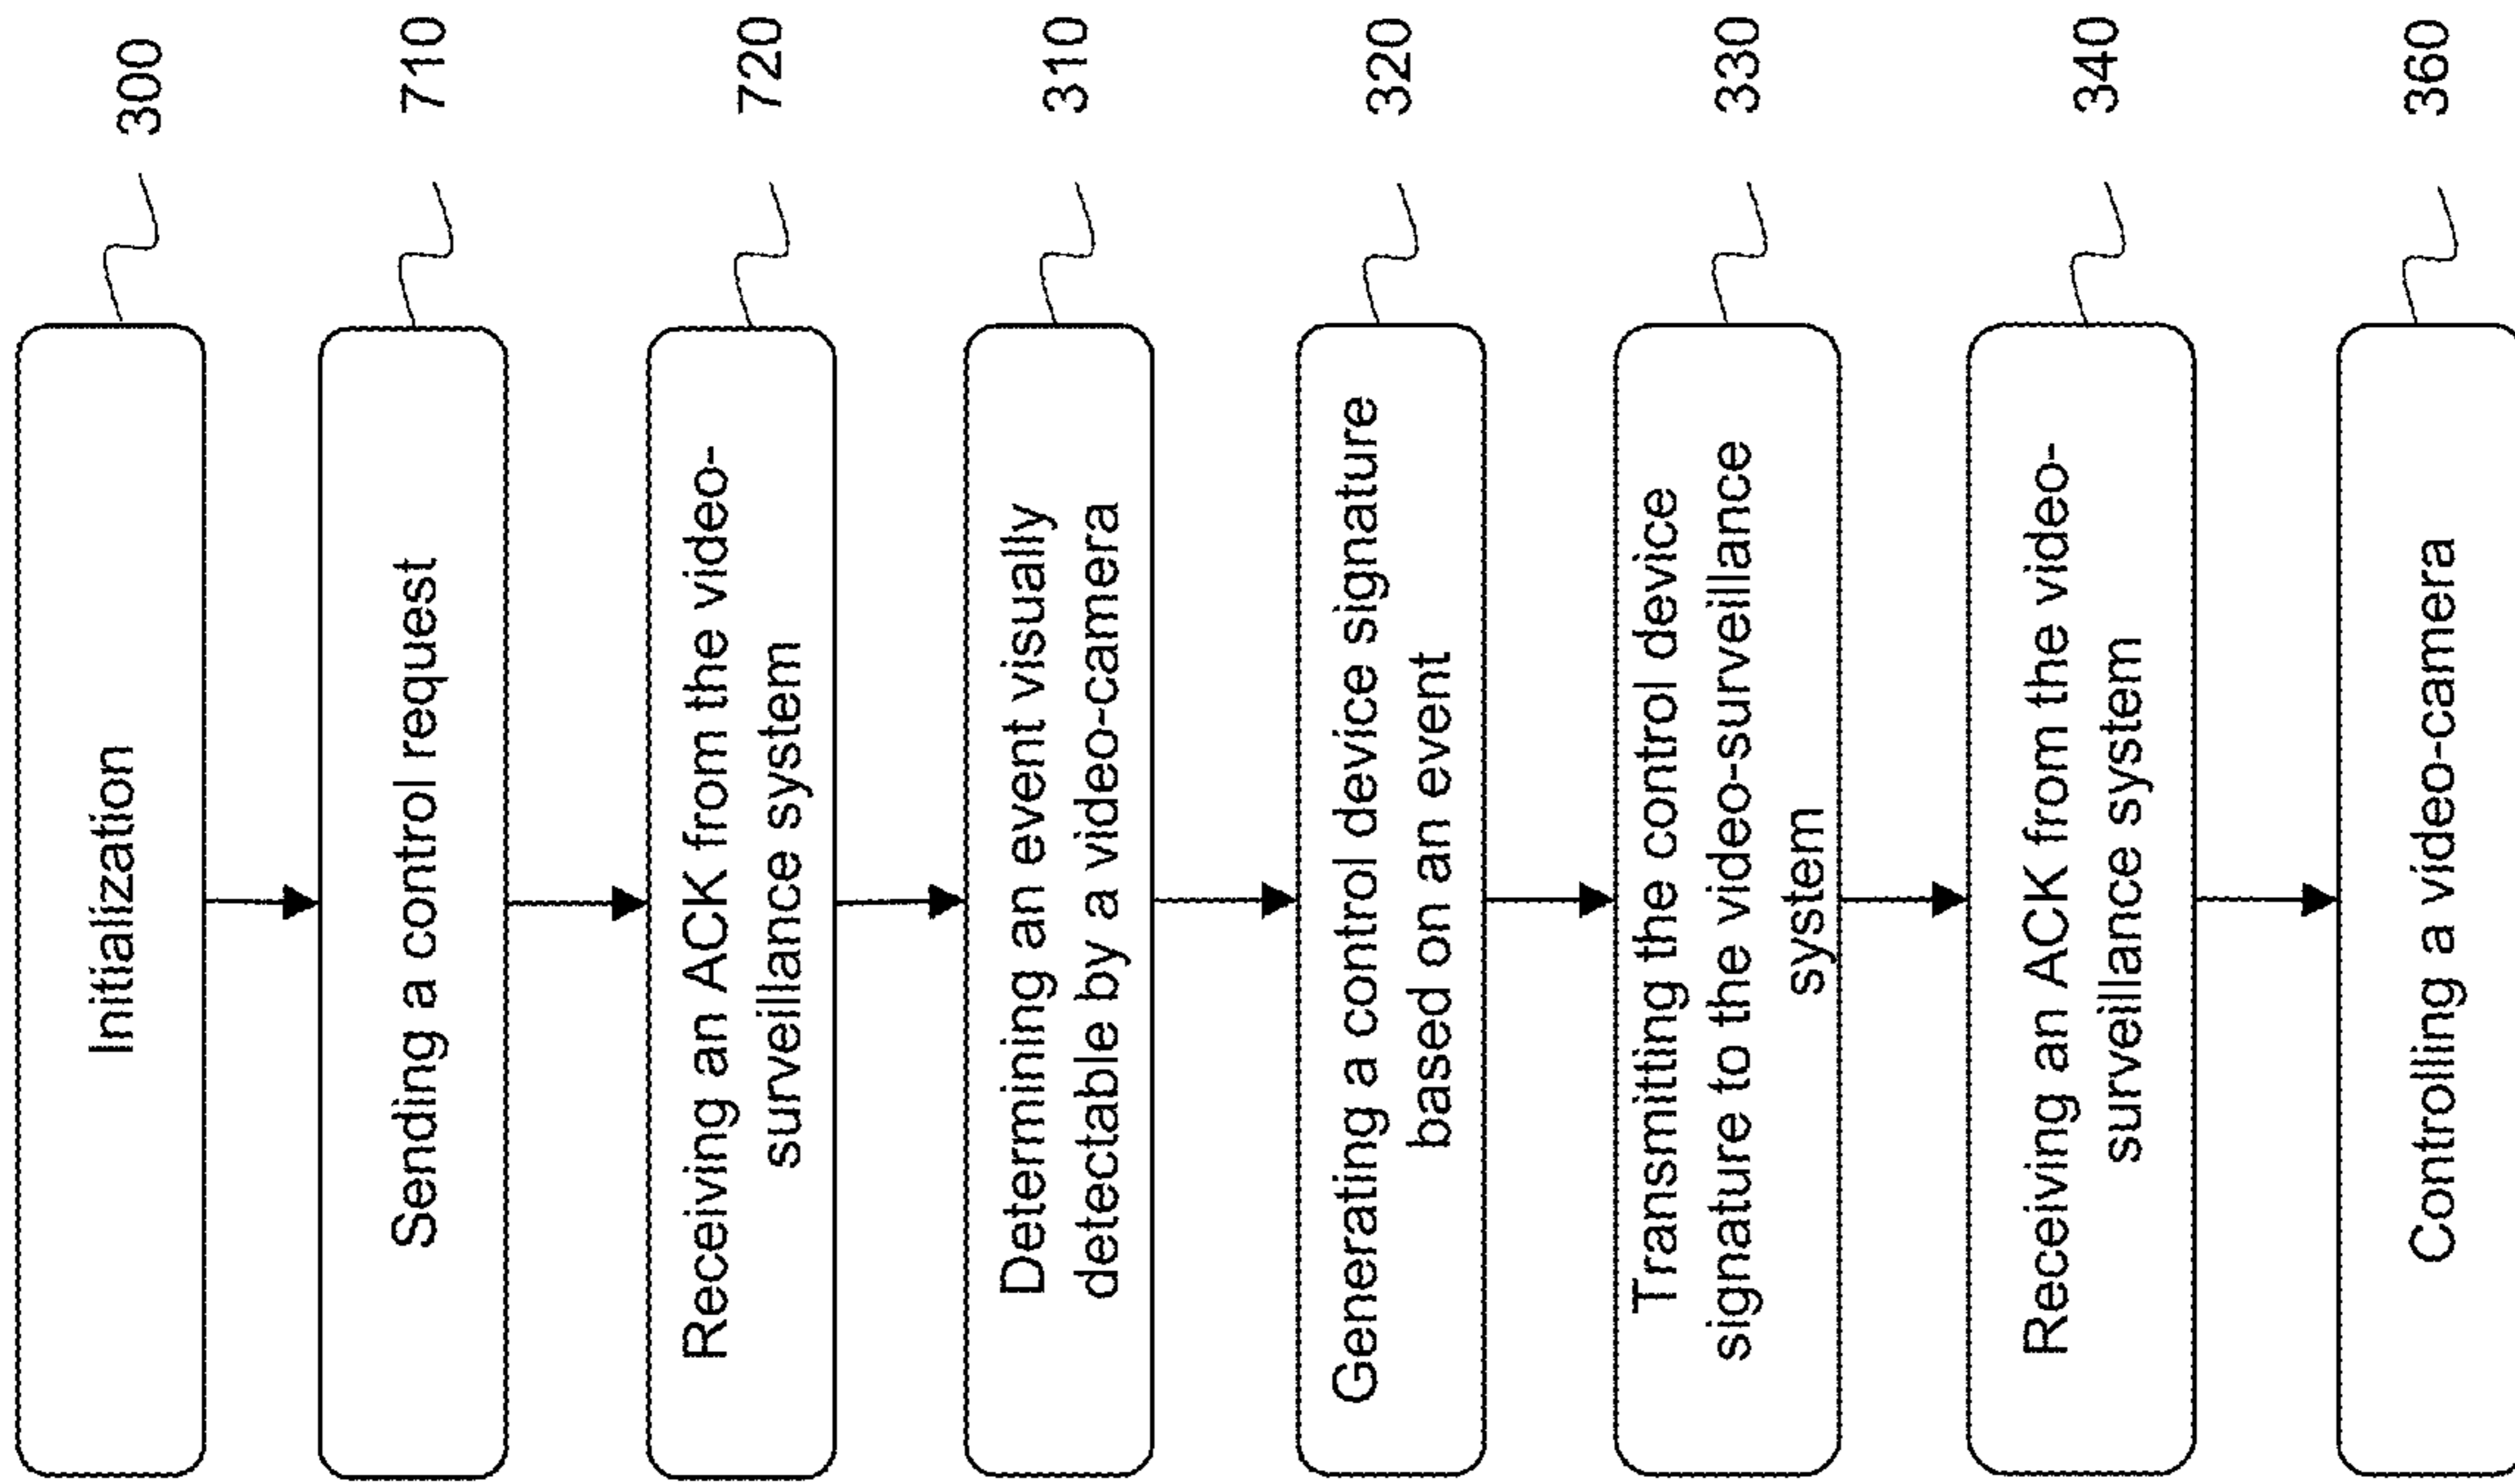 Initialization
300
Sending a control request
710
Receiving an ACK from the video-
surveillance system
720
Determining an event visually
detectable by a video-camera
310
Generating a control device signature
based on an event
320
Transmitting the control device
signature to the video-surveillance
system
330
Receiving an ACK from the video-
surveillance system
340
Controlling a video-camera
360